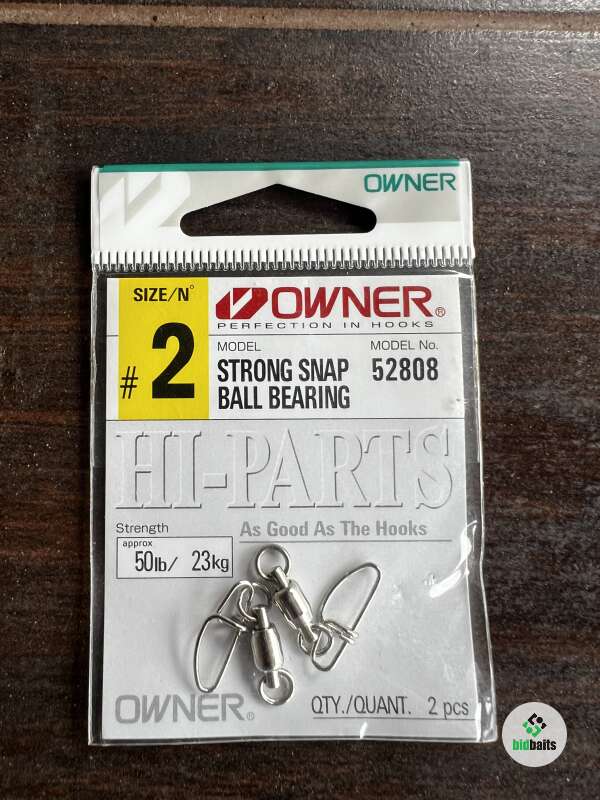 OWNER
SIZE/N°
#2
OWNER®
PERFECTION IN HOOKS
MODEL
MODEL No.
STRONG SNAP
BALL BEARING
52808
HI-PARTS
As Good As The Hooks
Strength
approx
50lb/ 23kg
OWNER®
QTY./QUANT. 2 pcs
bidbaits